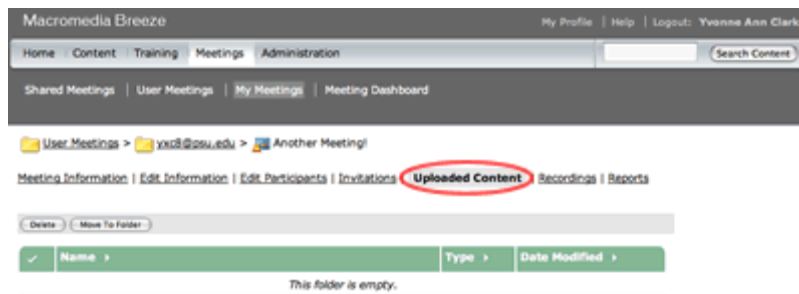 Macromedia Breeze My Profile | Help | Logout: Yvonne Ann Clark
Home Content Training Meetings Administration Search Content
Shared Meetings | User Meetings | My Meetings | Meeting Dashboard
User Meetings > yxc8@psu.edu > Another Meeting!
Meeting Information | Edit Information | Edit Participants | Invitations Uploaded Content Recordings | Reports
Delete Move To Folder
Name Type Date Modified
This folder is empty.